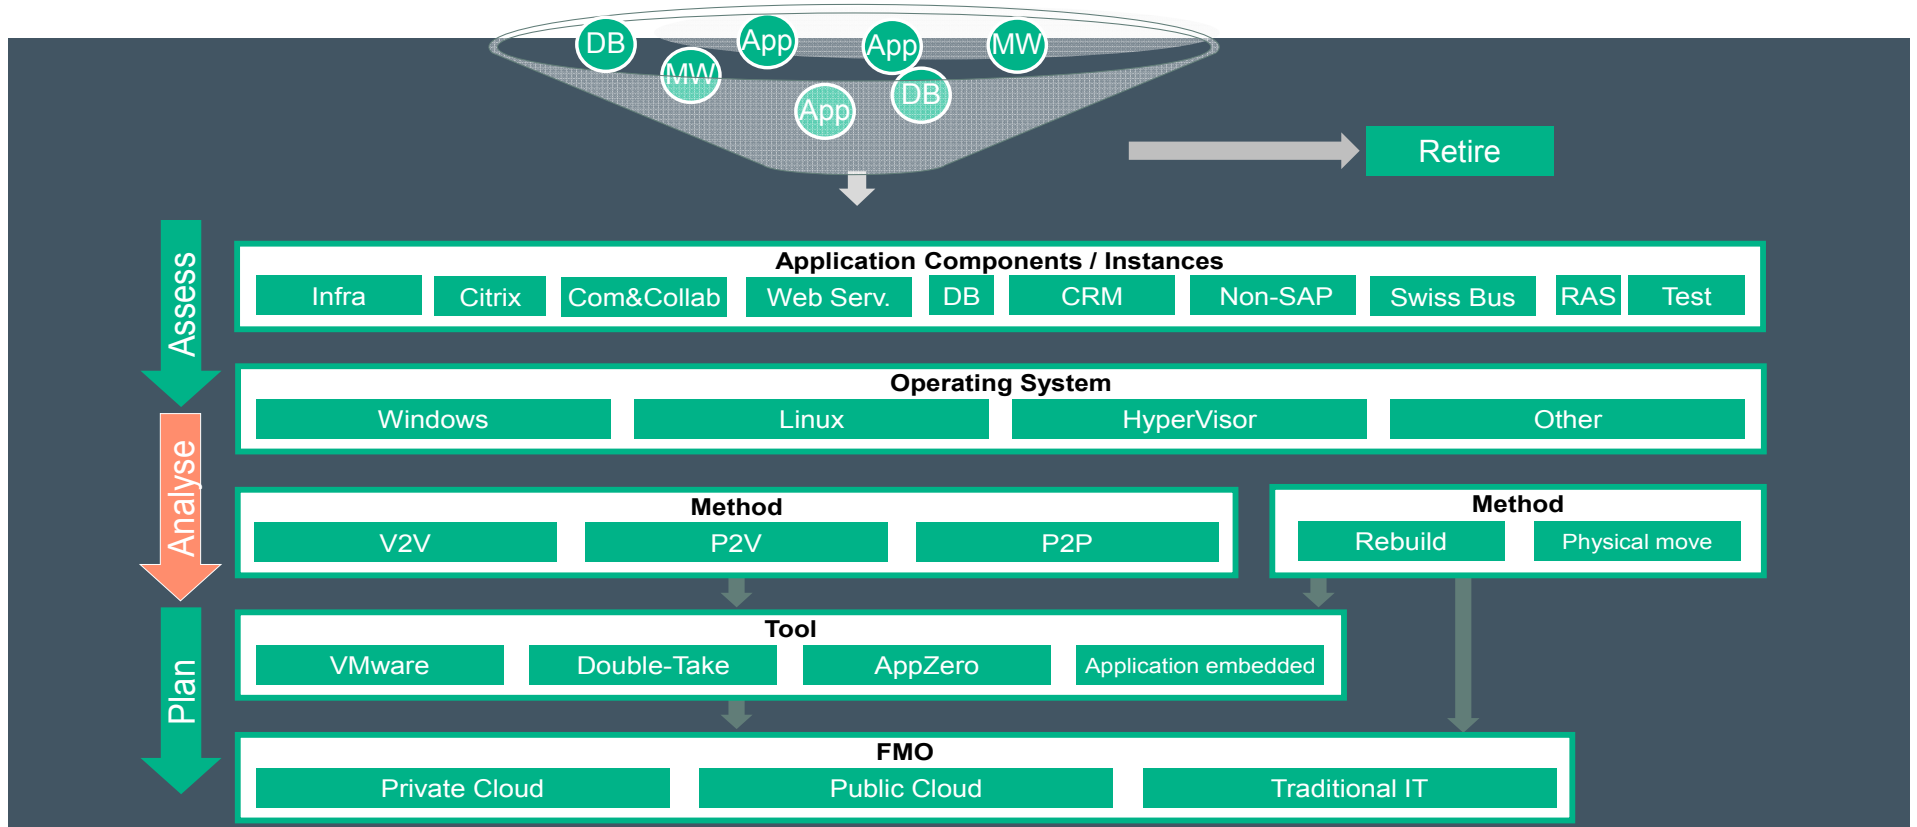 DB
App
App
MW
MW
DB
App
Retire
Assess
Application Components / Instances
Infra
Citrix
Com&Collab
Web Serv.
DB
CRM
Non-SAP
Swiss Bus
RAS
Test
Operating System
Windows
Linux
HyperVisor
Other
Analyse
Method
V2V
P2V
P2P
Method
Rebuild
Physical move
Plan
Tool
VMware
Double-Take
AppZero
Application embedded
FMO
Private Cloud
Public Cloud
Traditional IT